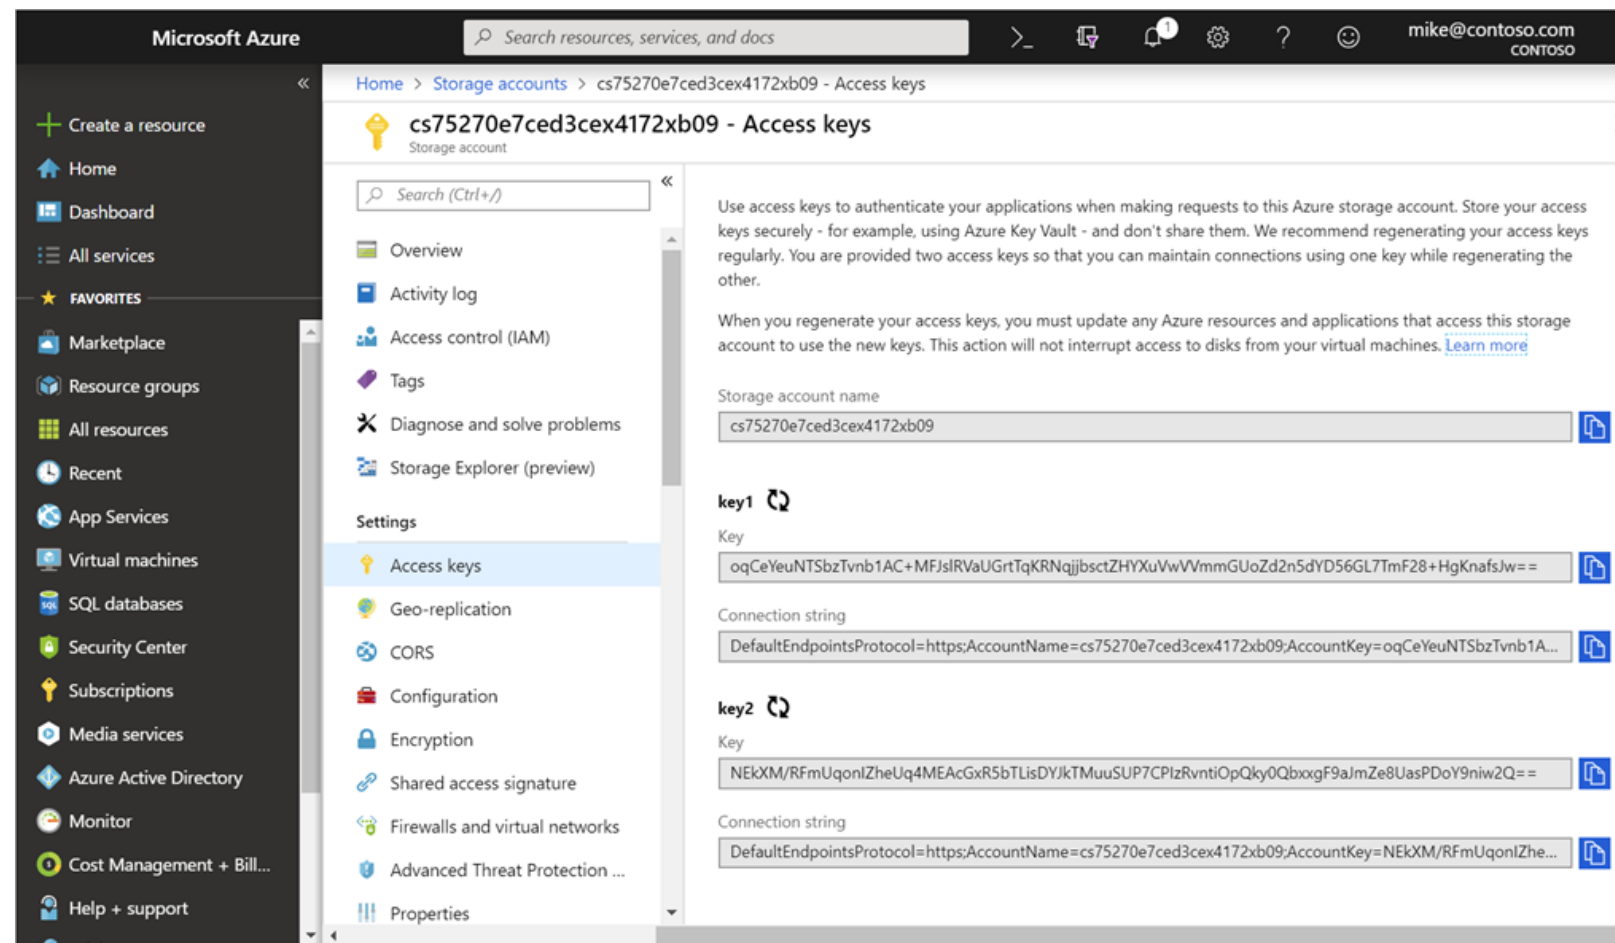 Microsoft Azure
Search resources, services, and docs
1
mike@contoso.com
CONTOSO
Create a resource
Home
Dashboard
All services
FAVORITES
Marketplace
Resource groups
All resources
Recent
App Services
Virtual machines
SQL databases
Security Center
Subscriptions
Media services
Azure Active Directory
Monitor
Cost Management + Bill...
Help + support
Home > Storage accounts > cs75270e7ced3cex4172xb09 - Access keys
cs75270e7ced3cex4172xb09 - Access keys
Storage account
Search (Ctrl+/)
Overview
Activity log
Access control (IAM)
Tags
Diagnose and solve problems
Storage Explorer (preview)
Settings
Access keys
Geo-replication
CORS
Configuration
Encryption
Shared access signature
Firewalls and virtual networks
Advanced Threat Protection ...
Properties
Use access keys to authenticate your applications when making requests to this Azure storage account. Store your access
keys securely - for example, using Azure Key Vault - and don't share them. We recommend regenerating your access keys
regularly. You are provided two access keys so that you can maintain connections using one key while regenerating the
other.
When you regenerate your access keys, you must update any Azure resources and applications that access this storage
account to use the new keys. This action will not interrupt access to disks from your virtual machines. Learn more
Storage account name
cs75270e7ced3cex4172xb09
key1
Key
Connection string
DefaultEndpointsProtocol=https;AccountName=cs75270e7ced3cex4172xb09;AccountKey=oqCeYeuNTSbzTvnb1A...
key2
Key
Connection string
DefaultEndpointsProtocol=https;AccountName=cs75270e7ced3cex4172xb09;AccountKey=NEkXM/RFmUqonIZhe...